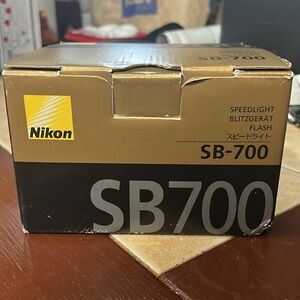 SB-700
Nikon
SPEEDLIGHT
BLITZGERÄT
FLASH
スピードライト
SB-700
SB700